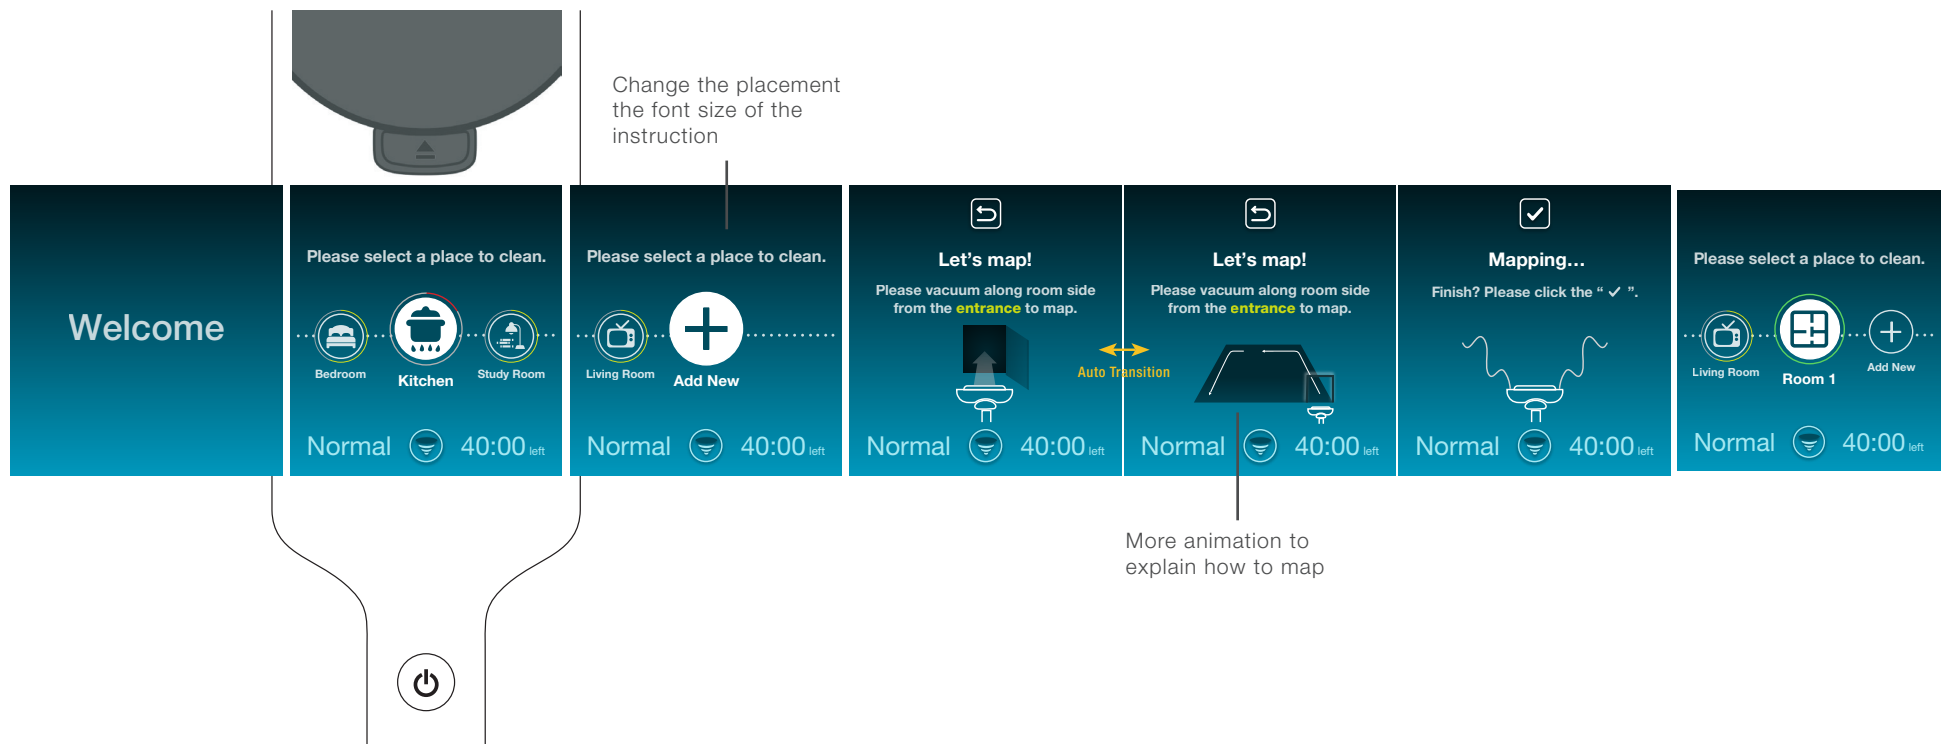 Change the placement
the font size of the
instruction
Welcome
Please select a place to clean.
Bedroom
Kitchen
Study Room
Normal
40:00 left
Please select a place to clean.
Living Room
Add New
Normal
40:00 left
Let's map!
Please vacuum along room side
from the entrance to map.
Normal
40:00 left
Auto Transition
Let's map!
Please vacuum along room side
from the entrance to map.
Normal
40:00 left
Mapping...
Finish? Please click the “ ✓ ”.
Normal
40:00 left
Please select a place to clean.
Living Room
Room 1
Add New
Normal
40:00 left
More animation to
explain how to map